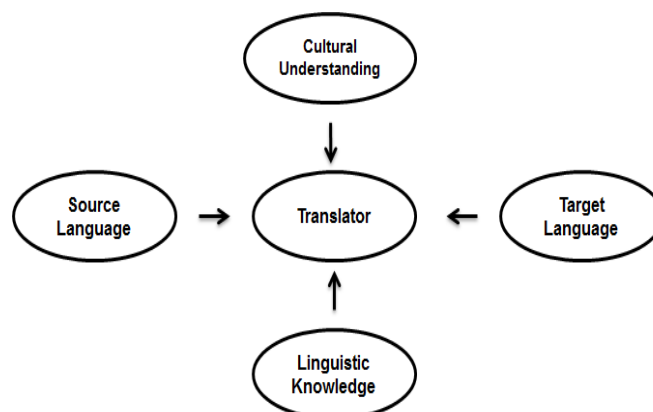 Cultural
Understanding
Source
Language
Translator
Target
Language
Linguistic
Knowledge